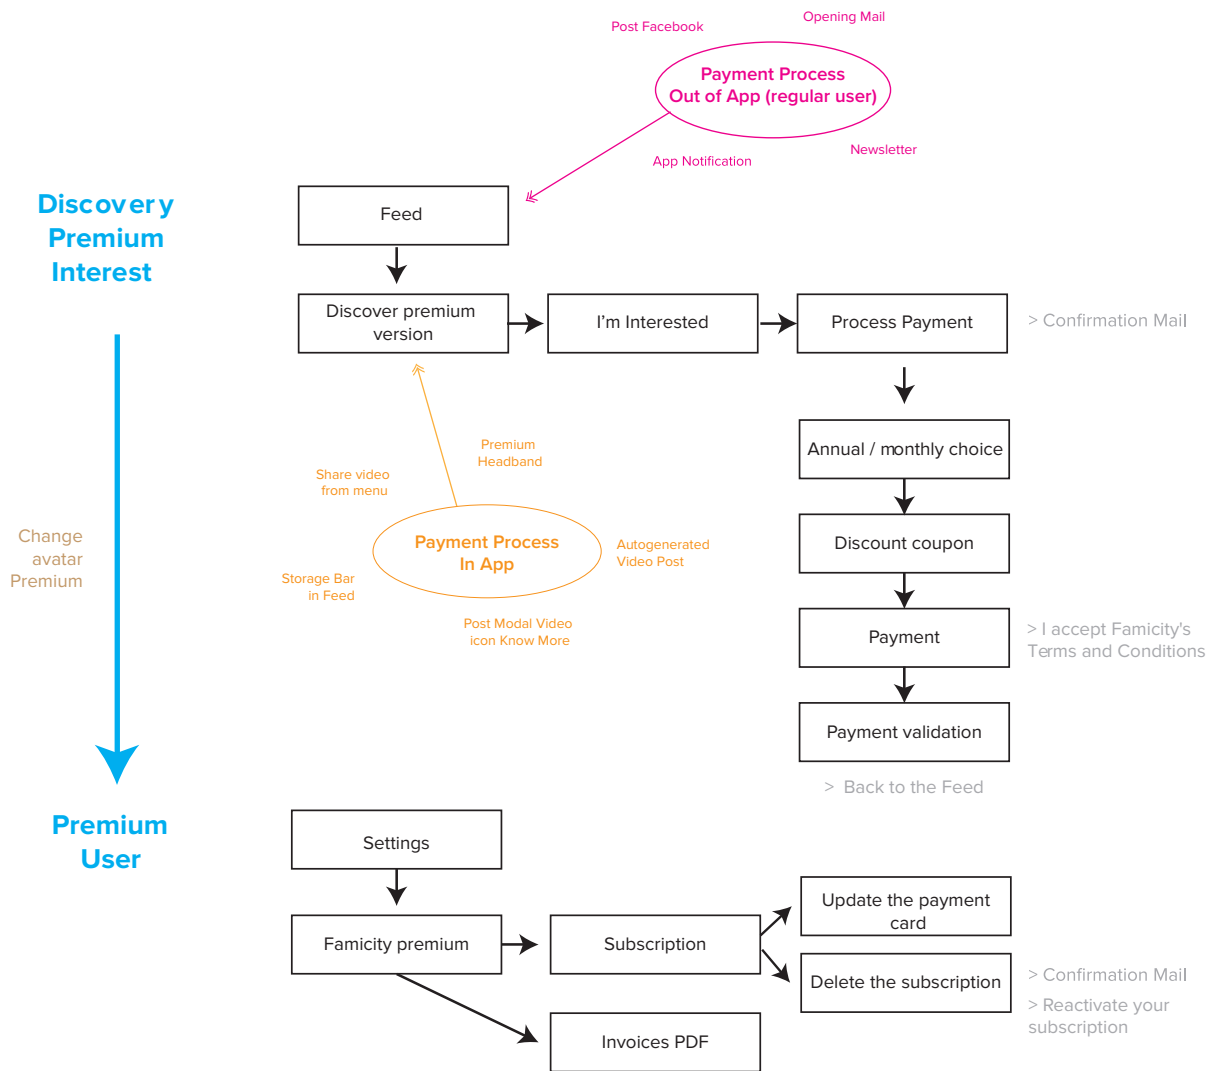 Post Facebook
Opening Mail
Payment Process
Out of App (regular user)
App Notification
Newsletter
Discovery
Premium
Interest
Feed
Discover premium
version
I'm Interested
Process Payment
> Confirmation Mail
Premium
Headband
Share video
from menu
Annual / monthly choice
Change
avatar
Premium
Payment Process
In App
Autogenerated
Video Post
Discount coupon
Storage Bar
in Feed
Post Modal Video
icon Know More
Payment
> I accept Famicity's
Terms and Conditions
Payment validation
> Back to the Feed
Premium
User
Settings
Famicity premium
Subscription
Update the payment
card
Delete the subscription
> Confirmation Mail
> Reactivate your
subscription
Invoices PDF